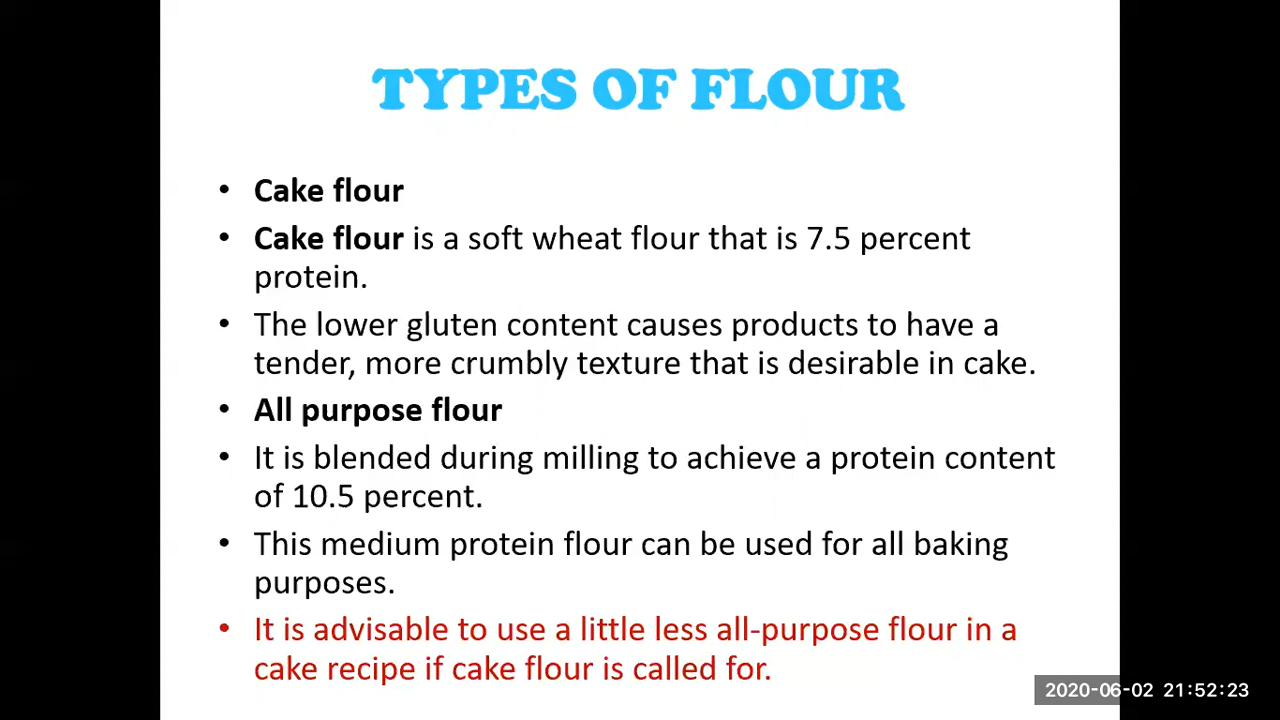 TYPES OF FLOUR
• Cake flour
• Cake flour is a soft wheat flour that is 7.5 percent
protein.
• The lower gluten content causes products to have a
tender, more crumbly texture that is desirable in cake.
• All purpose flour
• It is blended during milling to achieve a protein content
of 10.5 percent.
• This medium protein flour can be used for all baking
purposes.
• It is advisable to use a little less all-purpose flour in a
cake recipe if cake flour is called for.
2020-06-02 21:52:23